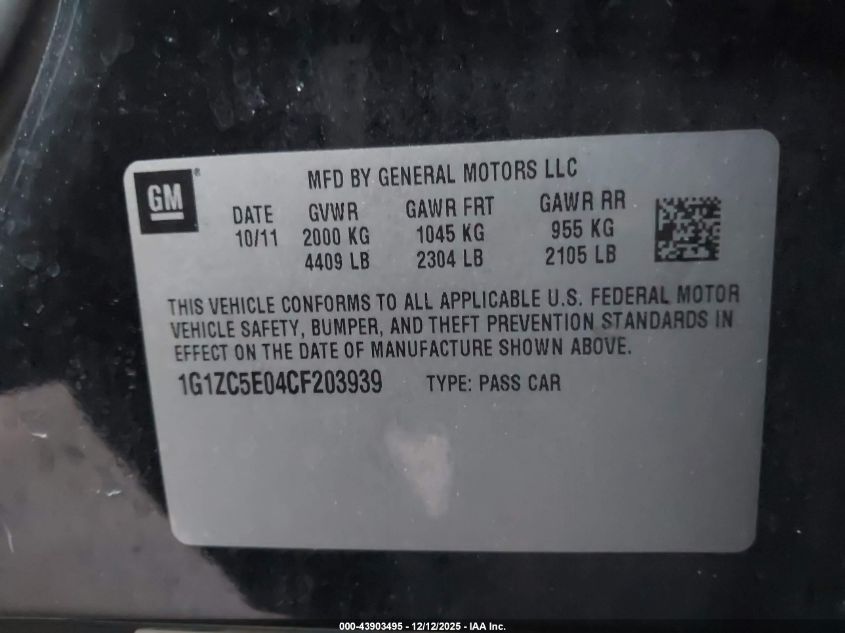 GM®
MFD BY GENERAL MOTORS LLC
DATE GVWR GAWR FRT GAWR RR
10/11 2000 KG 1045 KG 955 KG
4409 LB 2304 LB 2105 LB
THIS VEHICLE CONFORMS TO ALL APPLICABLE U.S. FEDERAL MOTOR
VEHICLE SAFETY, BUMPER, AND THEFT PREVENTION STANDARDS IN
EFFECT ON THE DATE OF MANUFACTURE SHOWN ABOVE.
1G1ZC5E04CF203939 TYPE: PASS CAR
000-43903495 - 12/12/2025 - IAA Inc.